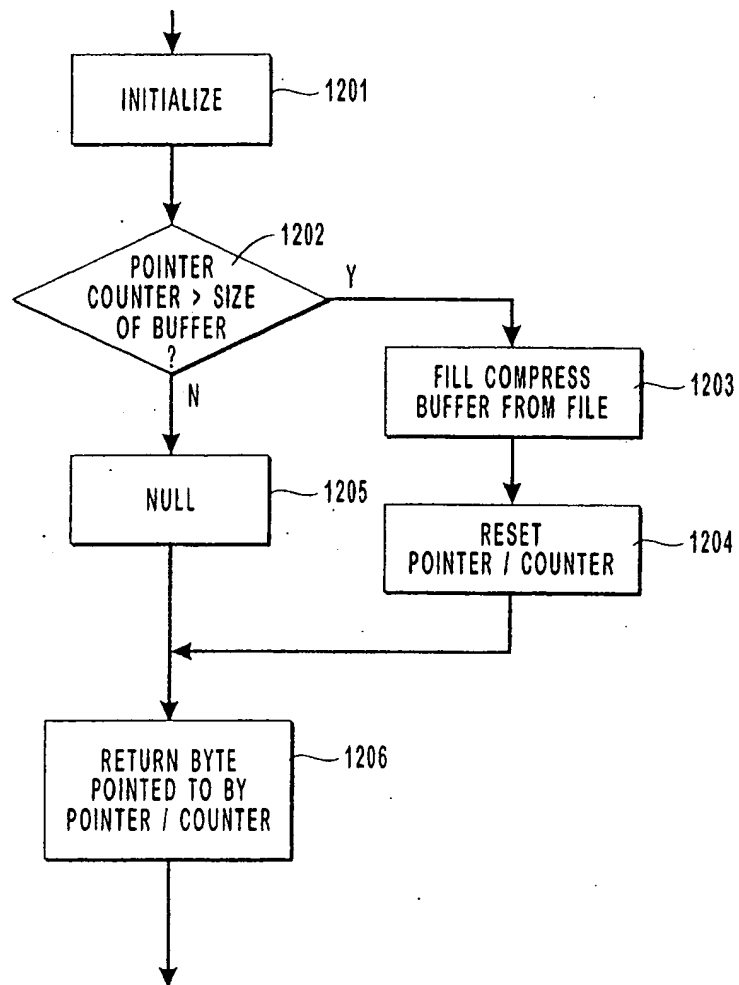 INITIALIZE
1201
1202
POINTER
COUNTER > SIZE
OF BUFFER
?
Y
N
FILL COMPRESS
BUFFER FROM FILE
1203
NULL
1205
RESET
POINTER / COUNTER
1204
RETURN BYTE
POINTED TO BY
POINTER / COUNTER
1206